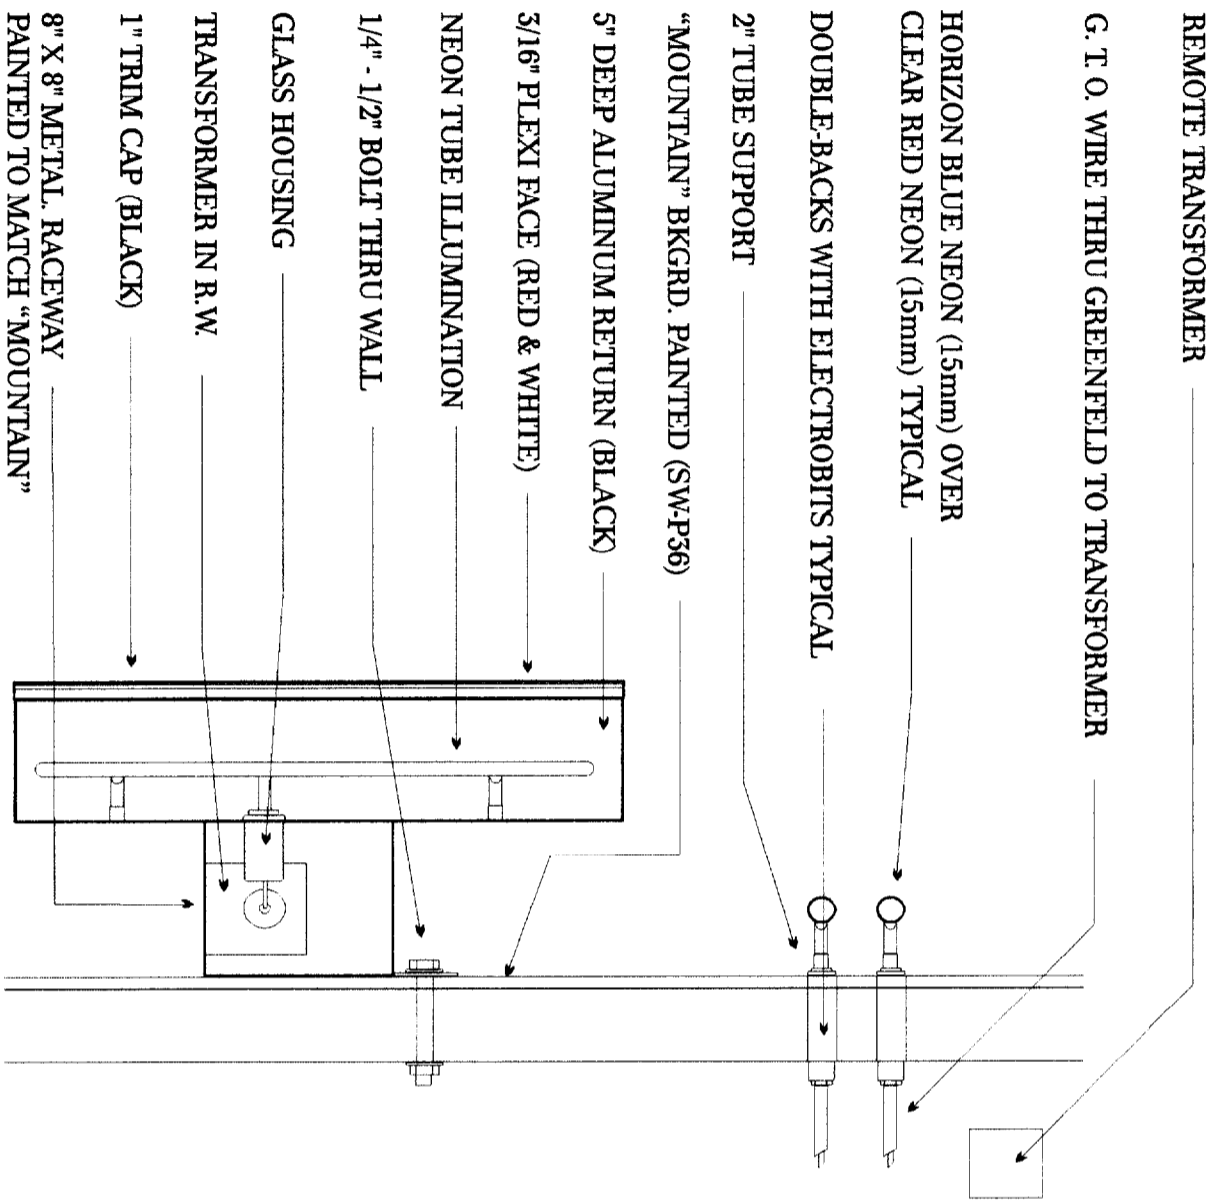 REMOTE TRANSFORMER
G. T. O. WIRE THRU GREENFELD TO TRANSFORMER
HORIZON BLUE NEON (15mm) OVER
CLEAR RED NEON (15mm) TYPICAL
DOUBLE-BACKS WITH ELECTROBITS TYPICAL
2" TUBE SUPPORT
"MOUNTAIN" BKGRD. PAINTED (SW-P36)
5" DEEP ALUMINUM RETURN (BLACK)
3/16" PLEXI FACE (RED & WHITE)
NEON TUBE ILLUMINATION
1/4" - 1/2" BOLT THRU WALL
GLASS HOUSING
TRANSFORMER IN R.W.
1" TRIM CAP (BLACK)
8" X 8" METAL. RACEWAY
PAINTED TO MATCH "MOUNTAIN"